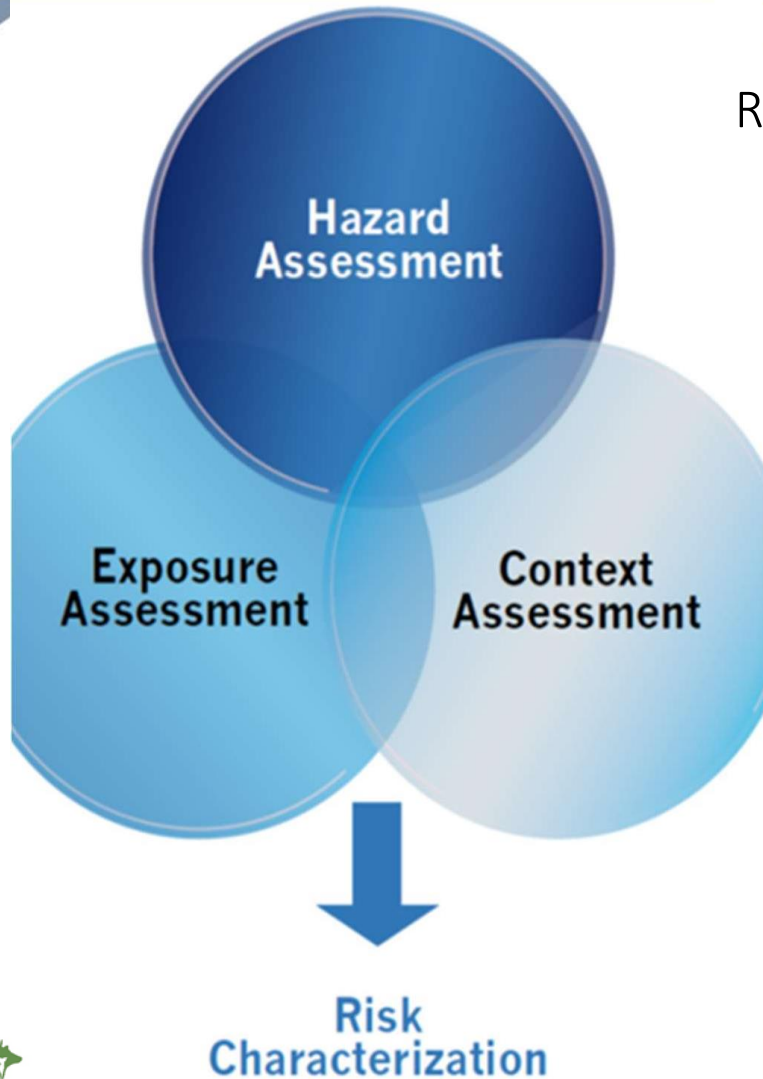 R
Hazard
Assessment
Exposure
Assessment
Context
Assessment
Risk
Characterization